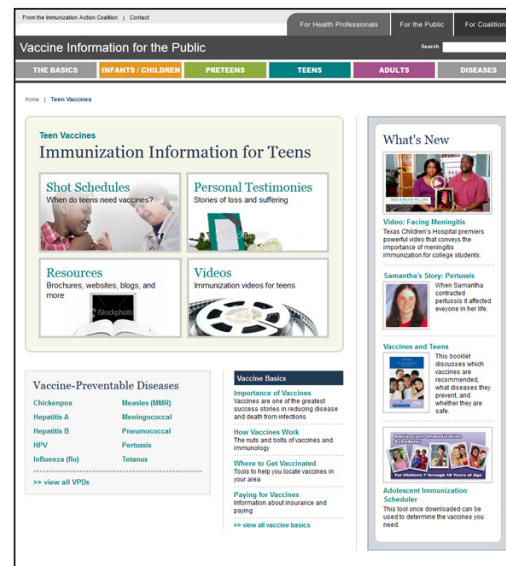 From the Immunization Action Coalition | Contact
For Health Professionals
For the Public
For Coalition
Vaccine Information for the Public
Search
THE BASICS
INFANTS / CHILDREN
PRETEENS
TEENS
ADULTS
DISEASES
Home | Teen Vaccines
Teen Vaccines
Immunization Information for Teens
Shot Schedules
When do teens need vaccines?
Personal Testimonies
Stories of loss and suffering
Resources
Brochures, websites, blogs, and
more
iStockphoto
Videos
Immunization videos for teens
Vaccine-Preventable Diseases
Chickenpox
Hepatitis A
Hepatitis B
HPV
Influenza (flu)
Measles (MMR)
Meningococcal
Pneumococcal
Pertussis
Tetanus
>> view all VPDs
Vaccine Basics
Importance of Vaccines
Vaccines are one of the greatest
success stories in reducing disease
and death from infections
How Vaccines Work
The nuts and bolts of vaccines and
immunology
Where to Get Vaccinated
Tools to help you locate vaccines in
your area
Paying for Vaccines
Information about insurance and
paying
>> view all vaccine basics
What's New
Video: Facing Meningitis
Texas Children's Hospital premiers
powerful video that conveys the
importance of meningitis
immunization for college students.
Samantha's Story: Pertussis
When Samantha
contracted
pertussis it affected
everyone in her life.
Vaccines and Teens
This booklet
discusses which
vaccines are
recommended,
what diseases they
prevent, and
whether they are
safe.
Adolescent Immunization
Scheduler
For Children 7 through 18 Years of Age
Adolescent Immunization
Scheduler
This tool once downloaded can be
used to determine the vaccines you
need.